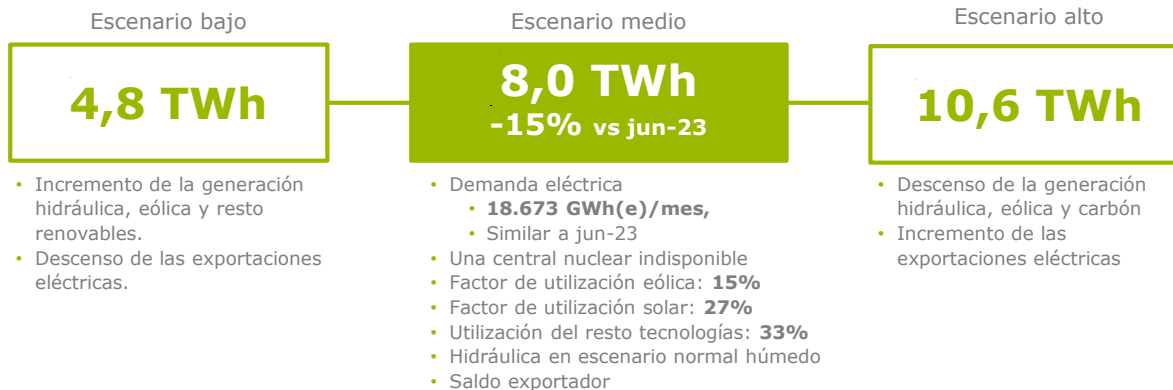 Escenario bajo
4,8 TWh
• Incremento de la generación
hidráulica, eólica y resto
renovables.
• Descenso de las exportaciones
eléctricas.
Escenario medio
8,0 TWh
-15% vs jun-23
• Demanda eléctrica
• 18.673 GWh(e)/mes,
• Similar a jun-23
• Una central nuclear indisponible
• Factor de utilización eólica: 15%
• Factor de utilización solar: 27%
• Utilización del resto tecnologías: 33%
• Hidráulica en escenario normal húmedo
• Saldo exportador
Escenario alto
10,6 TWh
• Descenso de la generación
hidráulica, eólica y carbón
• Incremento de las
exportaciones eléctricas